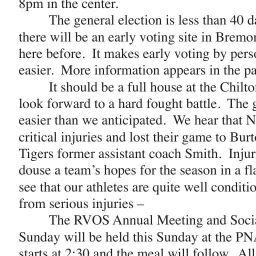 8pm in the center.
The general election is less than 40 d
there will be an early voting site in Bremo
here before. It makes early voting by pers
easier. More information appears in the pa
It should be a full house at the Chilto
look forward to a hard fought battle. The g
easier than we anticipated. We hear that N
critical injuries and lost their game to Burt
Tigers former assistant coach Smith. Injur
douse a team's hopes for the season in a fla
see that our athletes are quite well conditio
from serious injuries –
The RVOS Annual Meeting and Socia
Sunday will be held this Sunday at the PNA
starts at 2:30 and the meal will follow. All